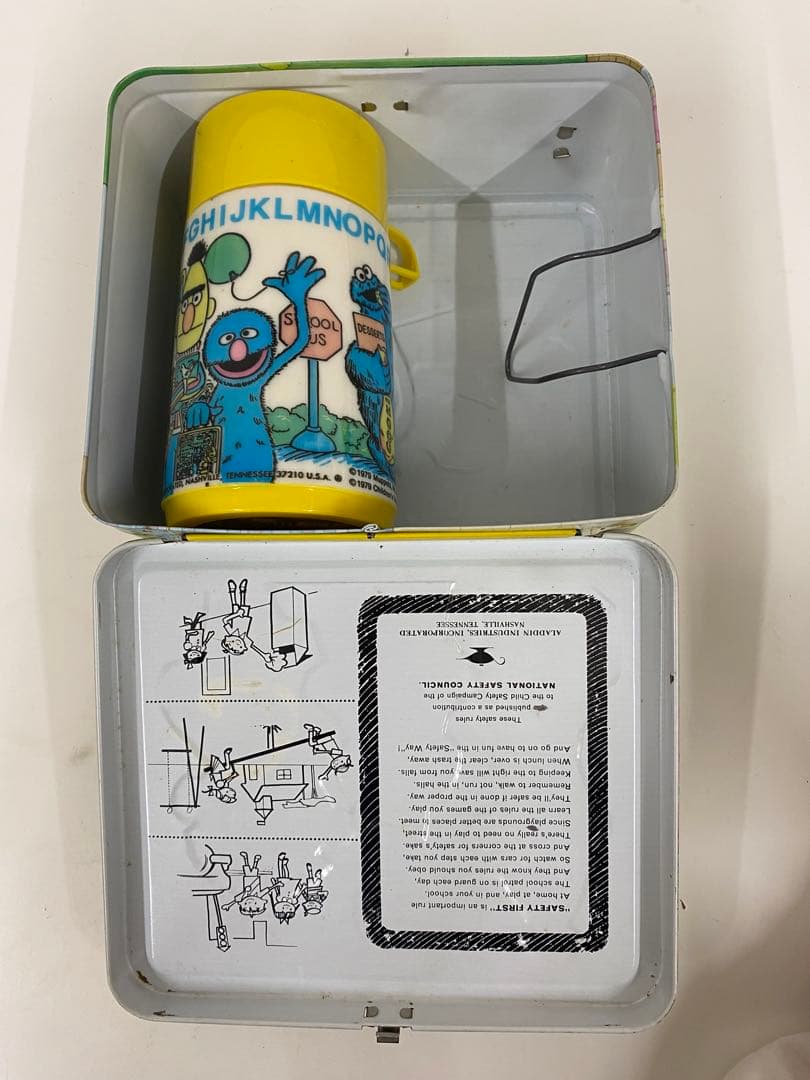 GHIJKLMNOPQ
SCHOOL
US
DESSERTS
NASHVILLE, TENNESSEE 37210 U.S.A. ®
©1979 Muppets
©1979 Children's
"SAFETY FIRST" is an important rule
At home, at play, and in your school.
The school patrol is on guard each day,
And they know the rules you should obey.
So watch for cars with each step you take,
And cross at the corners for safety's sake.
There's really no need to play in the street,
Since playgrounds are better places to meet.
Learn all the rules of the games you play.
They'll be safer if done in the proper way.
Remember to walk, not run, in the halls.
Keeping to the right will save you from falls.
When lunch is over, clear the trash away,
And go on to have fun in the "Safety Way"!
These safety rules
published as a contribution
to the Child Safety Campaign of the
NATIONAL SAFETY COUNCIL.
ALADDIN INDUSTRIES, INCORPORATED
NASHVILLE, TENNESSEE